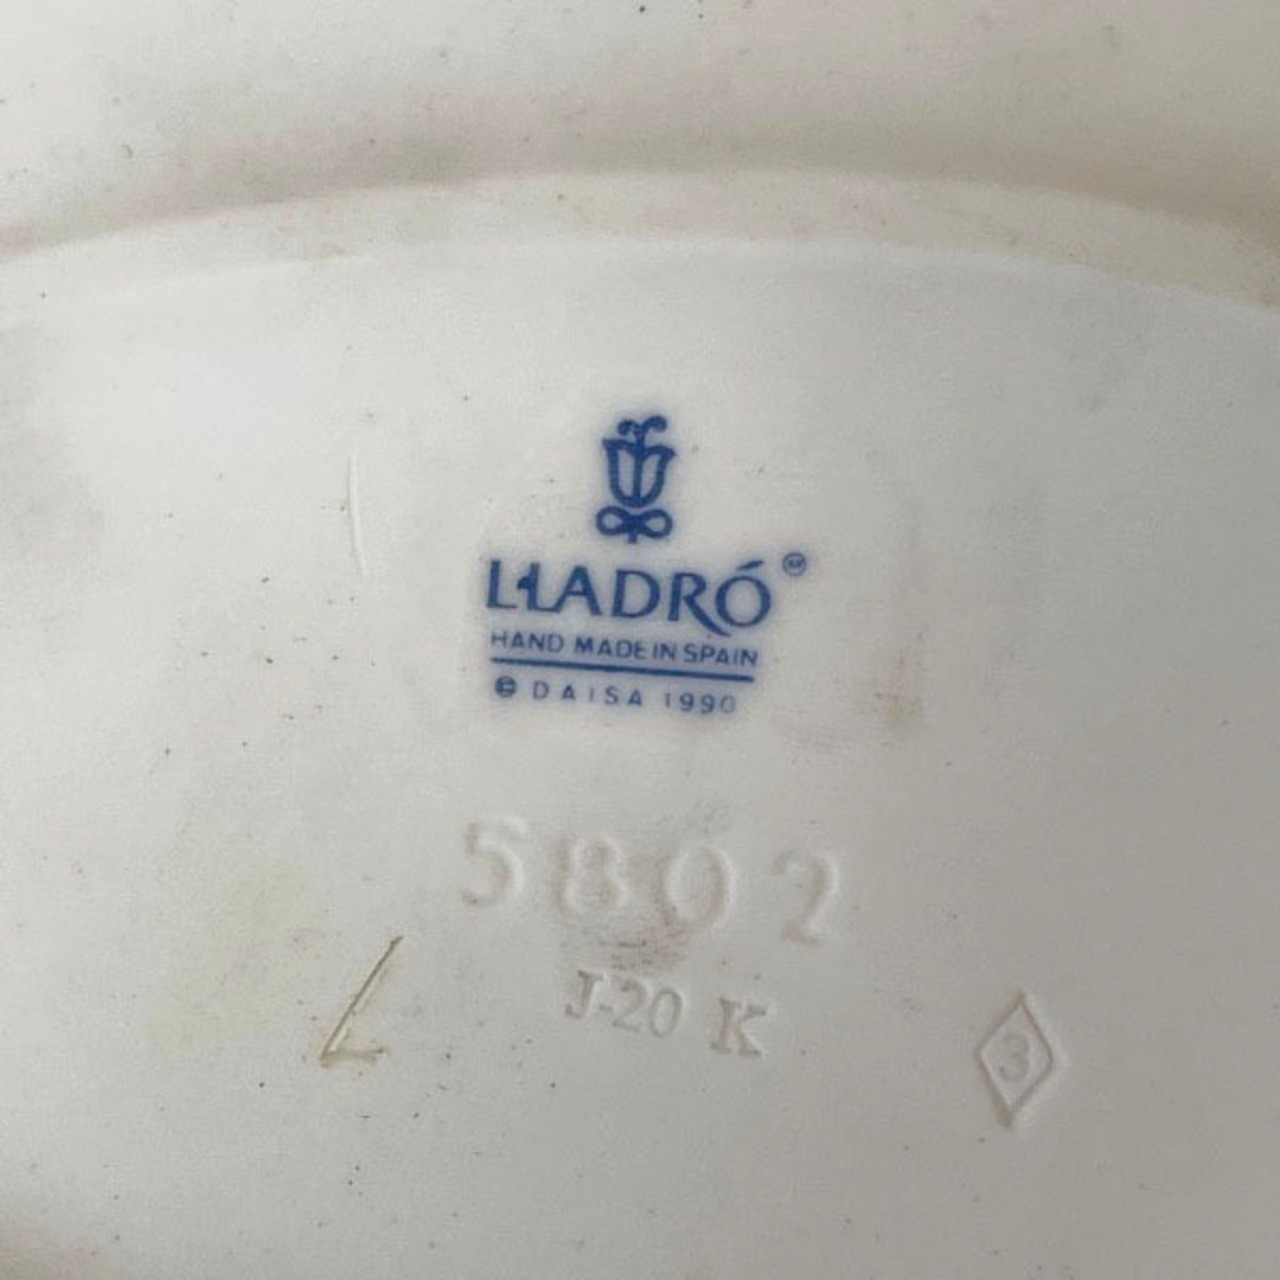 LLADRÓ
HAND MADE IN SPAIN
© DAISA 1990
5802
J-20 K
3
L